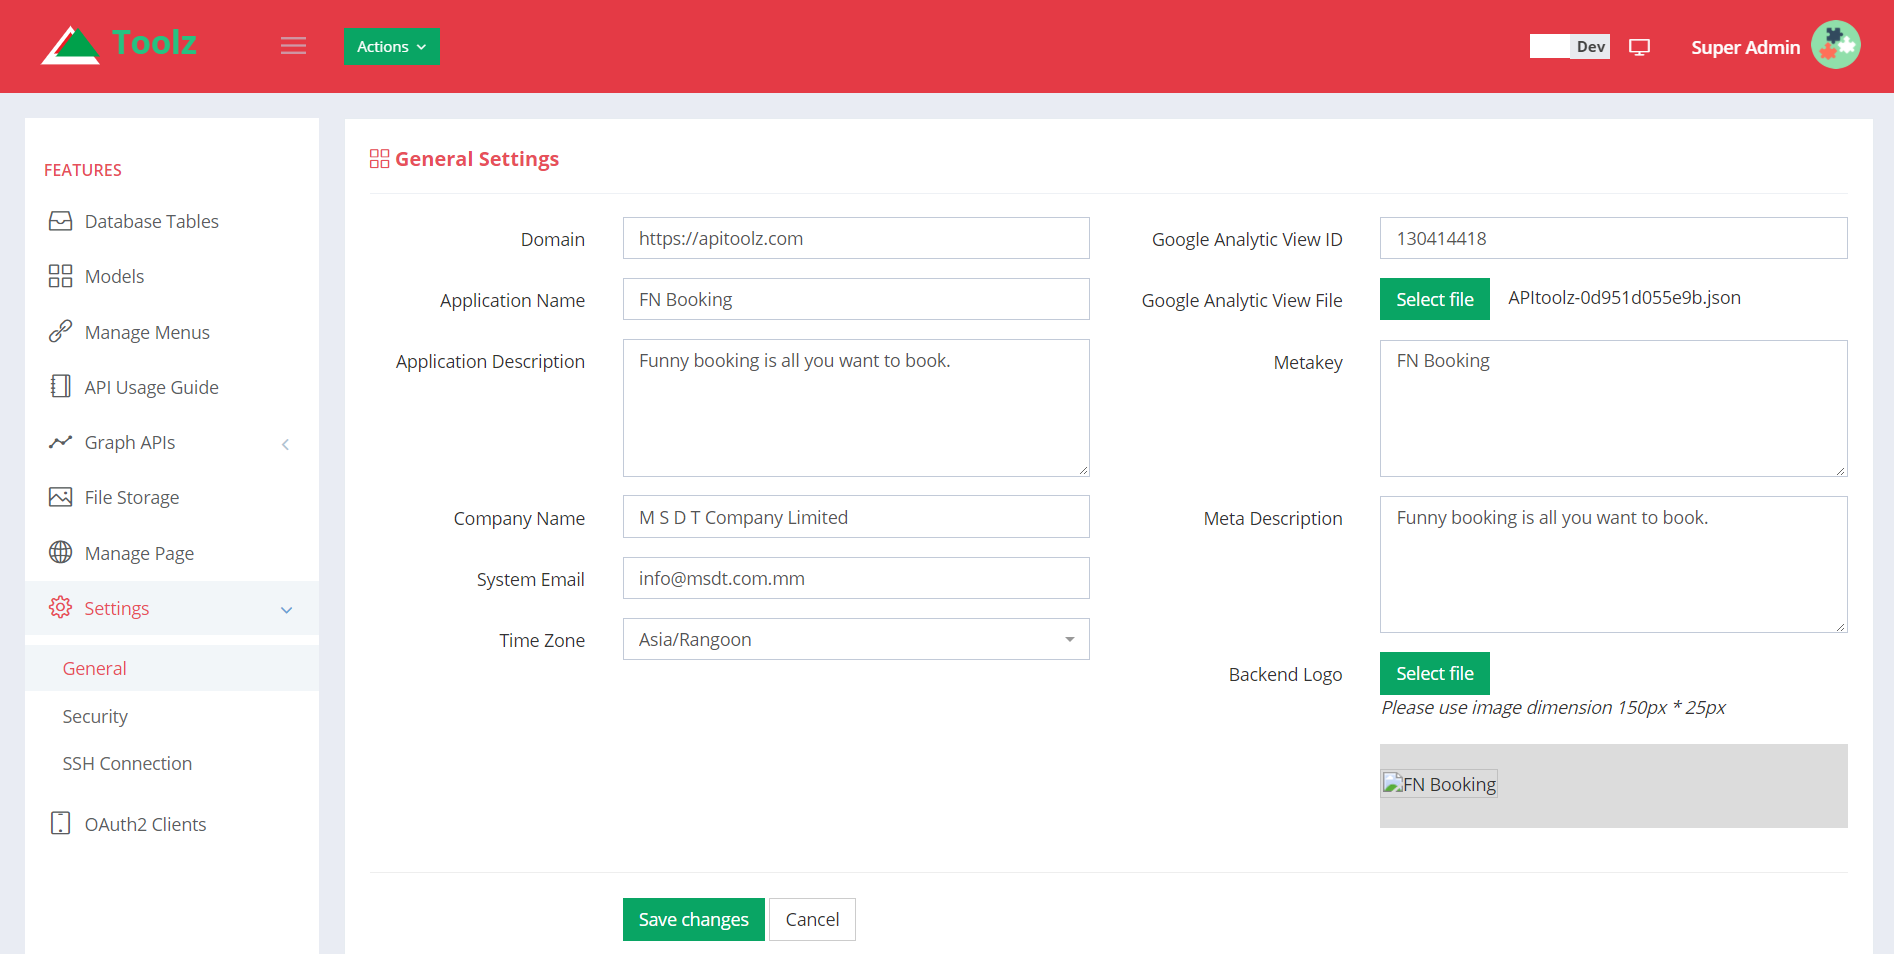 Toolz
Actions
Dev
Super Admin
FEATURES
Database Tables
Models
Manage Menus
API Usage Guide
Graph APIs
File Storage
Manage Page
Settings
General
Security
SSH Connection
OAuth2 Clients
General Settings
Domain
https://apitoolz.com
Application Name
FN Booking
Application Description
Funny booking is all you want to book.
Company Name
M S D T Company Limited
System Email
info@msdt.com.mm
Time Zone
Asia/Rangoon
Google Analytic View ID
130414418
Google Analytic View File
Select file
APItoolz-0d951d055e9b.json
Metakey
FN Booking
Meta Description
Funny booking is all you want to book.
Backend Logo
Select file
Please use image dimension 150px * 25px
FN Booking
Save changes
Cancel